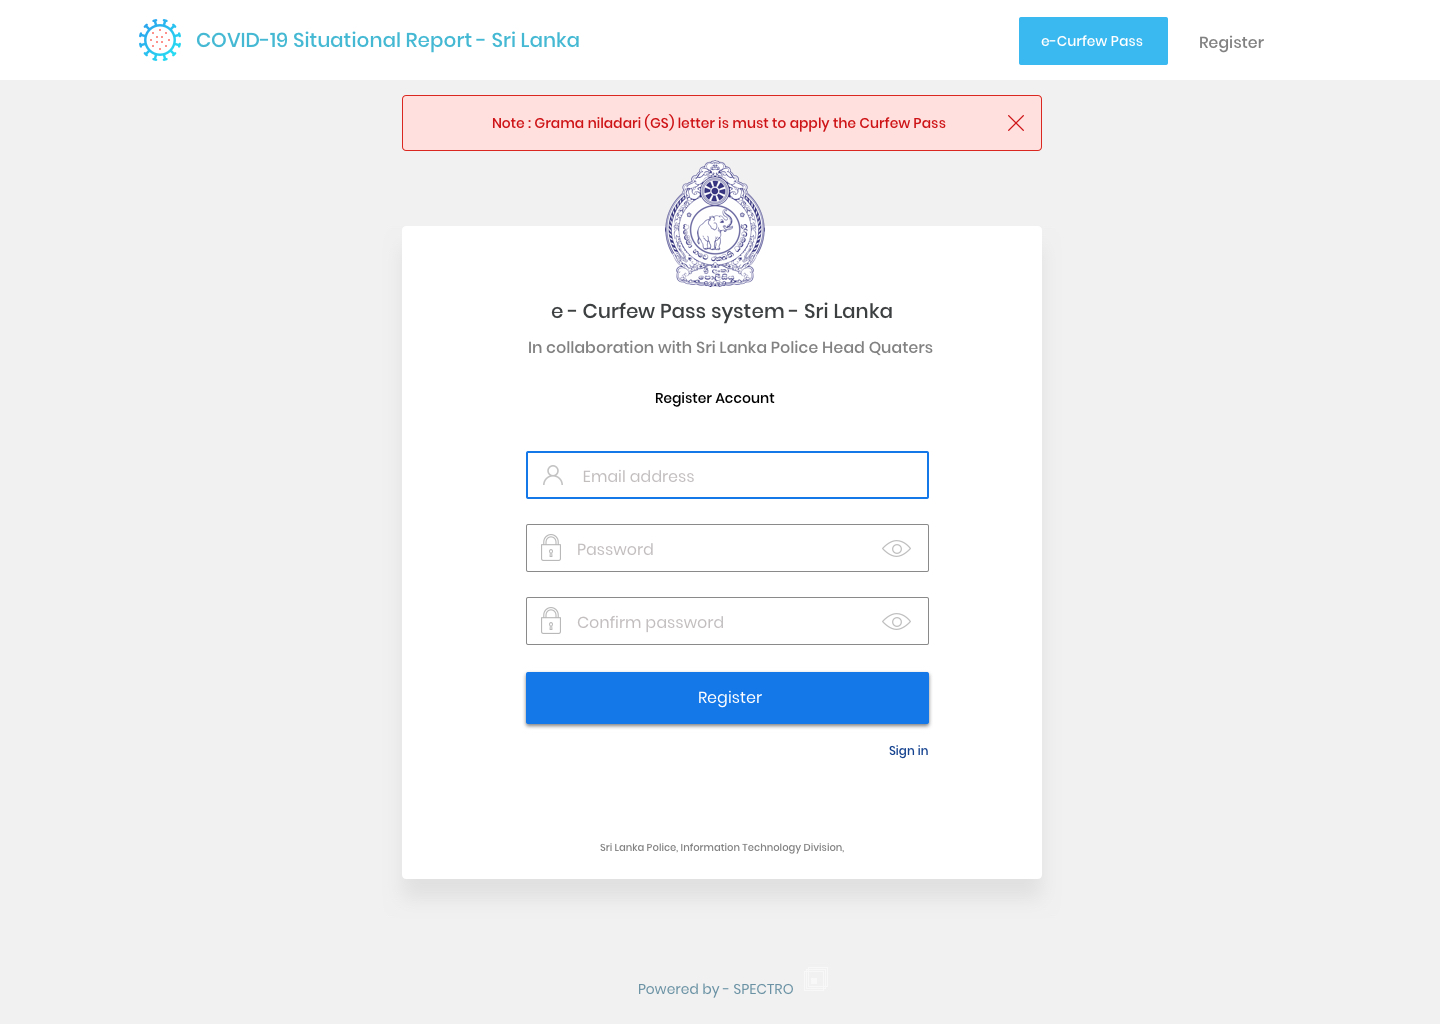 COVID-19 Situational Report - Sri Lanka
e-Curfew Pass
Register
Note : Grama niladari (GS) letter is must to apply the Curfew Pass
e - Curfew Pass system - Sri Lanka
In collaboration with Sri Lanka Police Head Quaters
Register Account
Email address
Password
Confirm password
Register
Sign in
Sri Lanka Police, Information Technology Division,
Powered by - SPECTRO